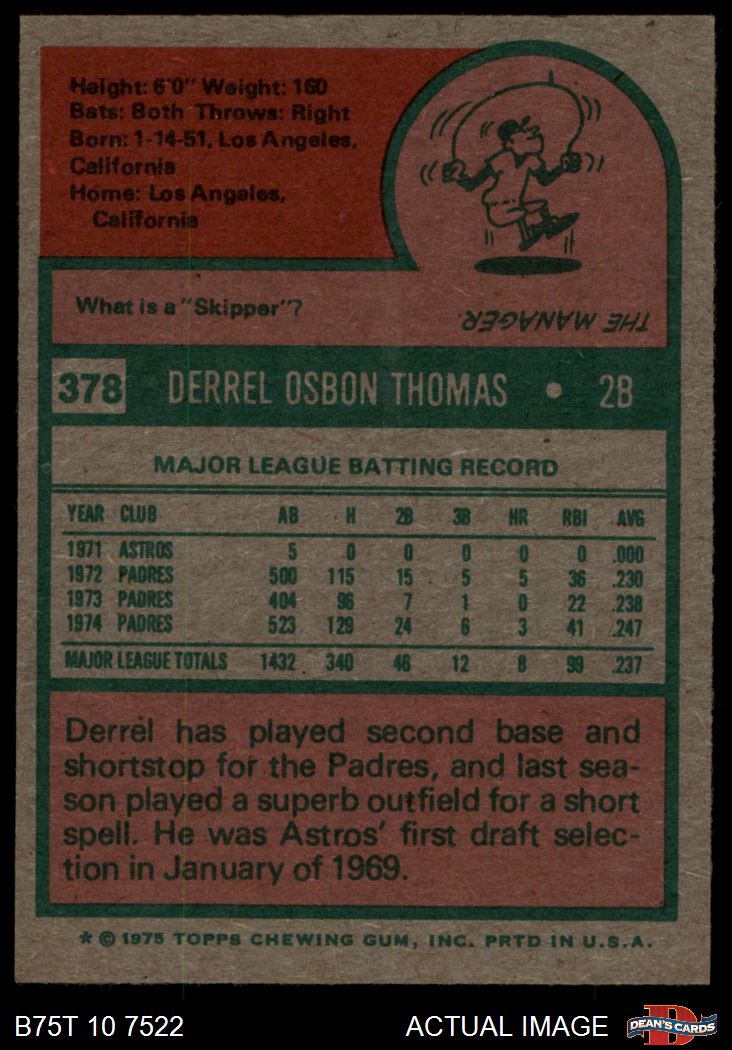 Height: 6'0" Weight: 160
Bats: Both Throws: Right
Born: 1-14-51, Los Angeles,
California
Home: Los Angeles,
California
What is a "Skipper"?
THE MANAGER.
378 DERREL OSBON THOMAS • 2B
MAJOR LEAGUE BATTING RECORD
YEAR CLUB AB H 2B 3B HR RBI AVG
1971 ASTROS 5 0 0 0 0 0 .000
1972 PADRES 500 115 15 5 5 36 .230
1973 PADRES 404 96 7 1 0 22 .238
1974 PADRES 523 129 24 6 3 41 .247
MAJOR LEAGUE TOTALS 1432 340 46 12 8 99 .237
Derrel has played second base and
shortstop for the Padres, and last sea-
son played a superb outfield for a short
spell. He was Astros' first draft selec-
tion in January of 1969.
* © 1975 TOPPS CHEWING GUM, INC. PRTD IN U.S.A.
B75T 10 7522 ACTUAL IMAGE
D
DEAN'S CARDS